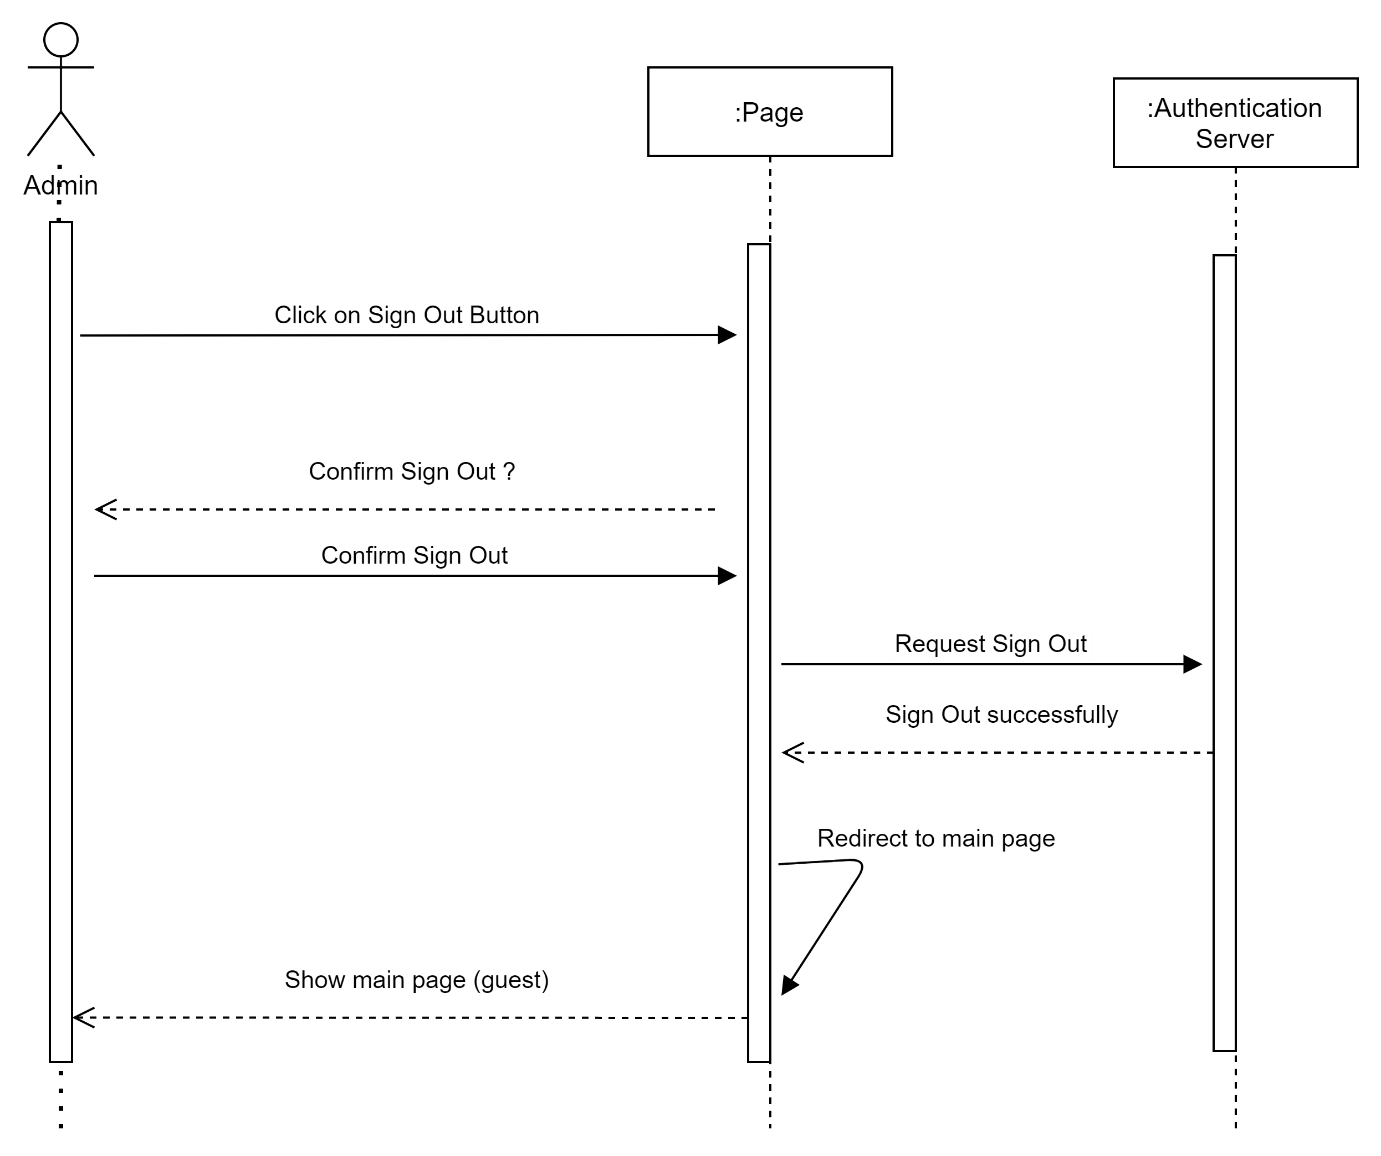 Admin
:Page
:Authentication
Server
Click on Sign Out Button
Confirm Sign Out ?
Confirm Sign Out
Request Sign Out
Sign Out successfully
Redirect to main page
Show main page (guest)